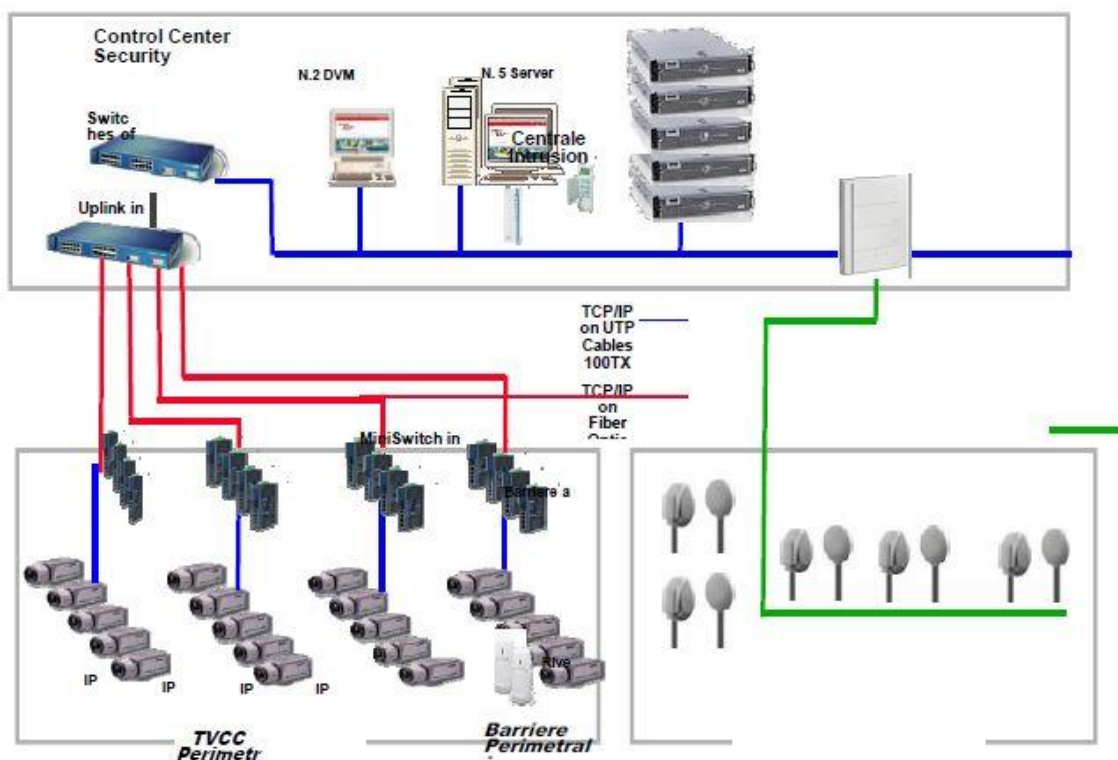 Control Center
Security
N.2 DVM
N. 5 Server
Switc
hes of
Centrale
Intrusion
Uplink in
TCP/IP
on UTP
Cables
100TX
TCP/IP
on
Fiber
MiniSwitch in
Barriere a
Rive
IP
IP
IP
IP
TVCC
Perimetr
Barriere
Perimetral